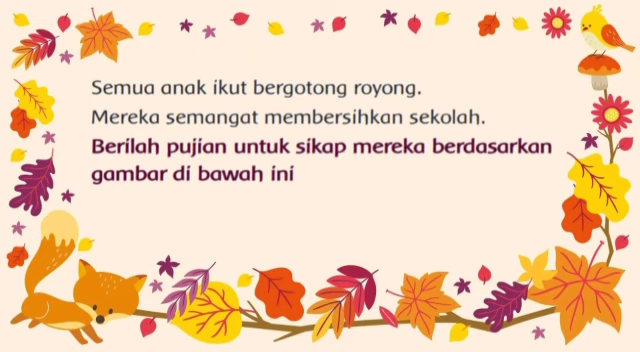 Semua anak ikut bergotong royong.
Mereka semangat membersihkan sekolah.
Berilah pujian untuk sikap mereka berdasarkan
gambar di bawah ini